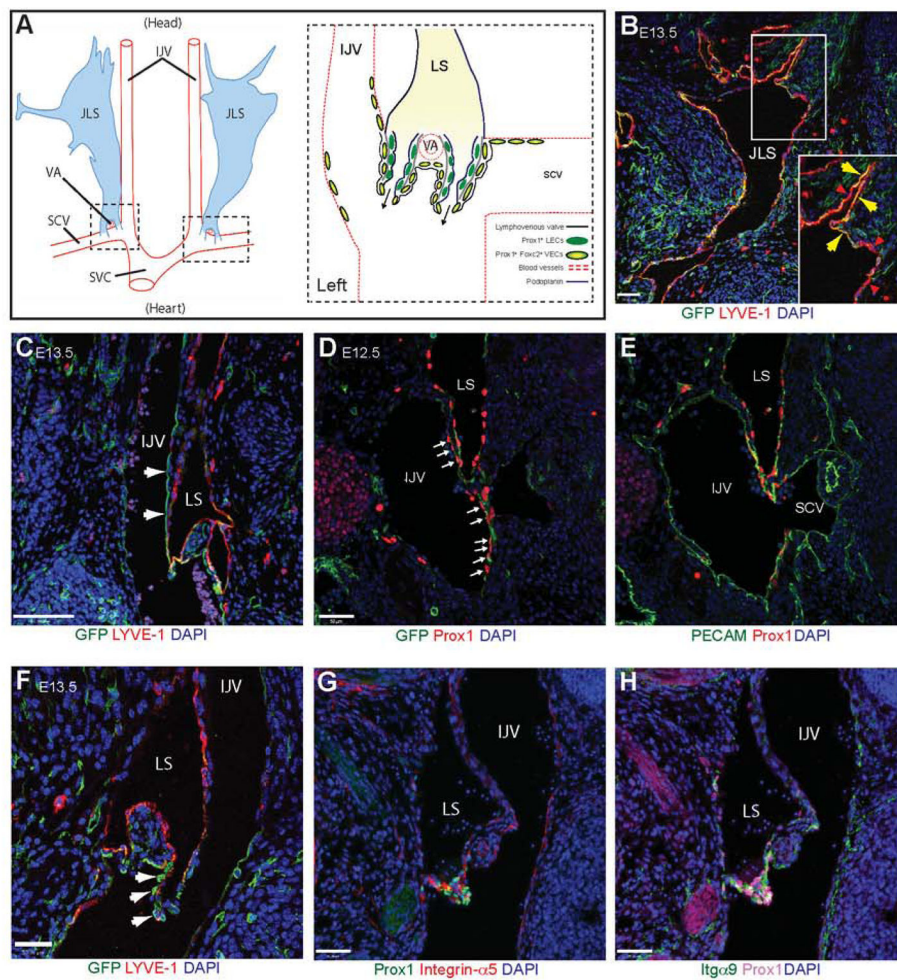 A
(Head)
IJV
JLS
JLS
VA
SCV
SVC
(Heart)
IJV
LS
VA
SCV
Left
Lymphovenous valve
Prox1⁺ LECs
Prox1⁺ Foxc2⁺ VECs
Blood vessels
Podoplanin
B E13.5
JLS
GFP LYVE-1 DAPI
C E13.5
IJV
LS
GFP LYVE-1 DAPI
D E12.5
LS
IJV
GFP Prox1 DAPI
E
LS
IJV
SCV
PECAM Prox1DAPI
F E13.5
IJV
LS
GFP LYVE-1 DAPI
G
IJV
LS
Prox1 Integrin-α5 DAPI
H
IJV
LS
Itgα9 Prox1 DAPI